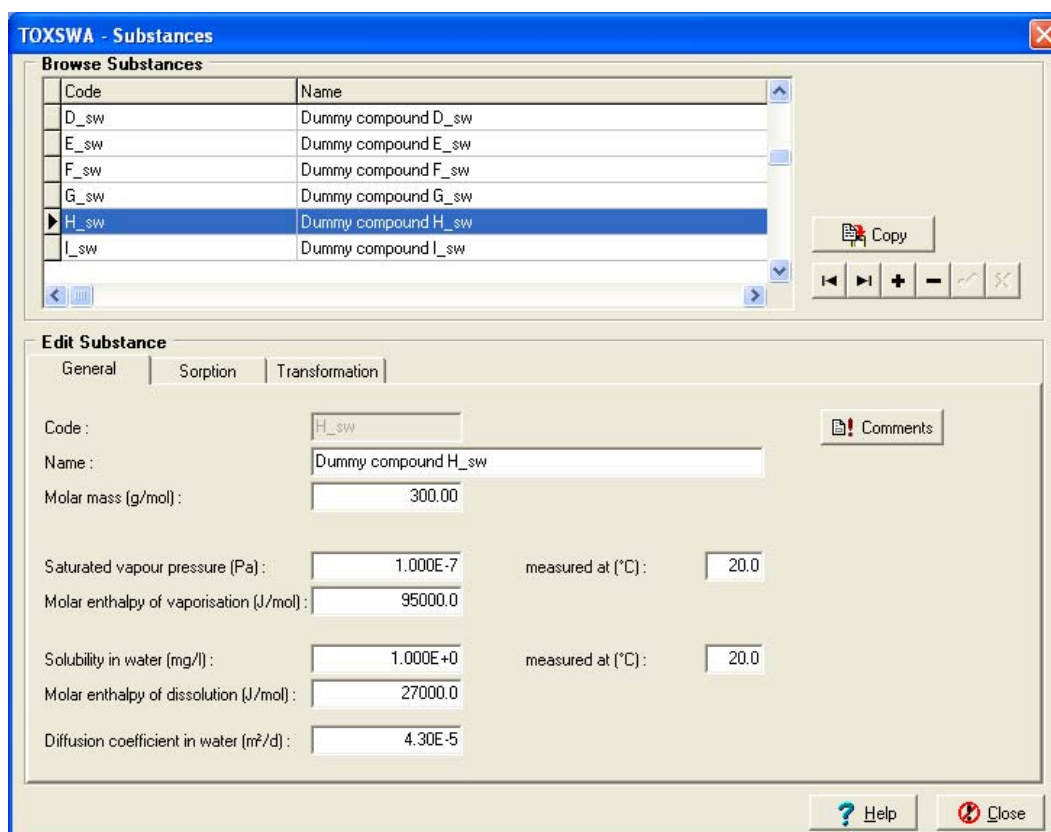 TOXSWA - Substances
Browse Substances
Code Name
D_sw Dummy compound D_sw
E_sw Dummy compound E_sw
F_sw Dummy compound F_sw
G_sw Dummy compound G_sw
H_sw Dummy compound H_sw
I_sw Dummy compound I_sw
Copy
Edit Substance
General Sorption Transformation
Code : H_sw
Comments
Name : Dummy compound H_sw
Molar mass (g/mol) : 300.00
Saturated vapour pressure (Pa) : 1.000E-7 measured at (°C) : 20.0
Molar enthalpy of vaporisation (J/mol) : 95000.0
Solubility in water (mg/l) : 1.000E+0 measured at (°C) : 20.0
Molar enthalpy of dissolution (J/mol) : 27000.0
Diffusion coefficient in water (m²/d) : 4.30E-5
Help Close